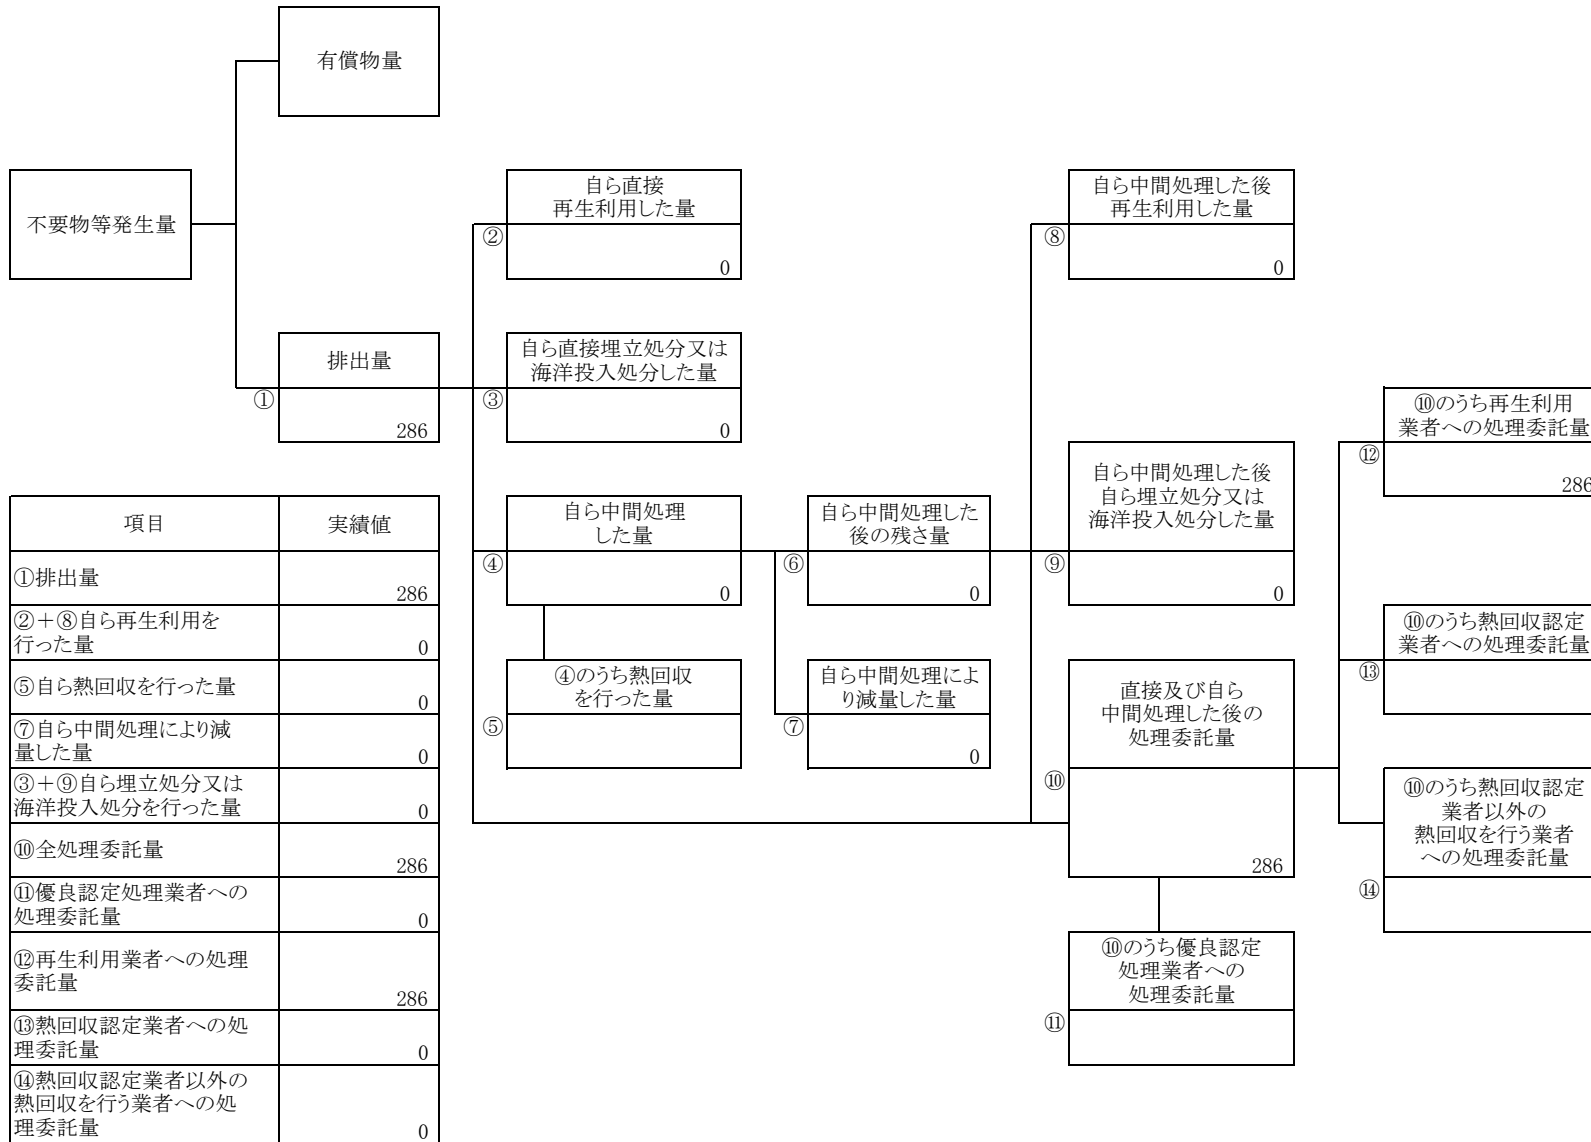 有償物量
不要物等発生量
自ら直接
再生利用した量
②
0
自ら中間処理した後
再生利用した量
⑧
0
排出量
①
286
自ら直接埋立処分又は
海洋投入処分した量
③
0
⑩のうち再生利用
業者への処理委託量
⑫
286
自ら中間処理
した量
④
0
自ら中間処理した
後の残さ量
⑥
0
自ら中間処理した後
自ら埋立処分又は
海洋投入処分した量
⑨
0
④のうち熱回収
を行った量
⑤
自ら中間処理によ
り減量した量
⑦
0
直接及び自ら
中間処理した後の
処理委託量
⑩
286
⑩のうち熱回収認定
業者への処理委託量
⑬
⑩のうち熱回収認定
業者以外の
熱回収を行う業者
への処理委託量
⑭
⑩のうち優良認定
処理業者への
処理委託量
⑪
項目 実績値
①排出量
286
②+⑧自ら再生利用を
行った量 0
⑤自ら熱回収を行った量
0
⑦自ら中間処理により減
量した量 0
③+⑨自ら埋立処分又は
海洋投入処分を行った量 0
⑩全処理委託量
286
⑪優良認定処理業者への
処理委託量 0
⑫再生利用業者への処理
委託量
286
⑬熱回収認定業者への処
理委託量 0
⑭熱回収認定業者以外の
熱回収を行う業者への処
理委託量 0